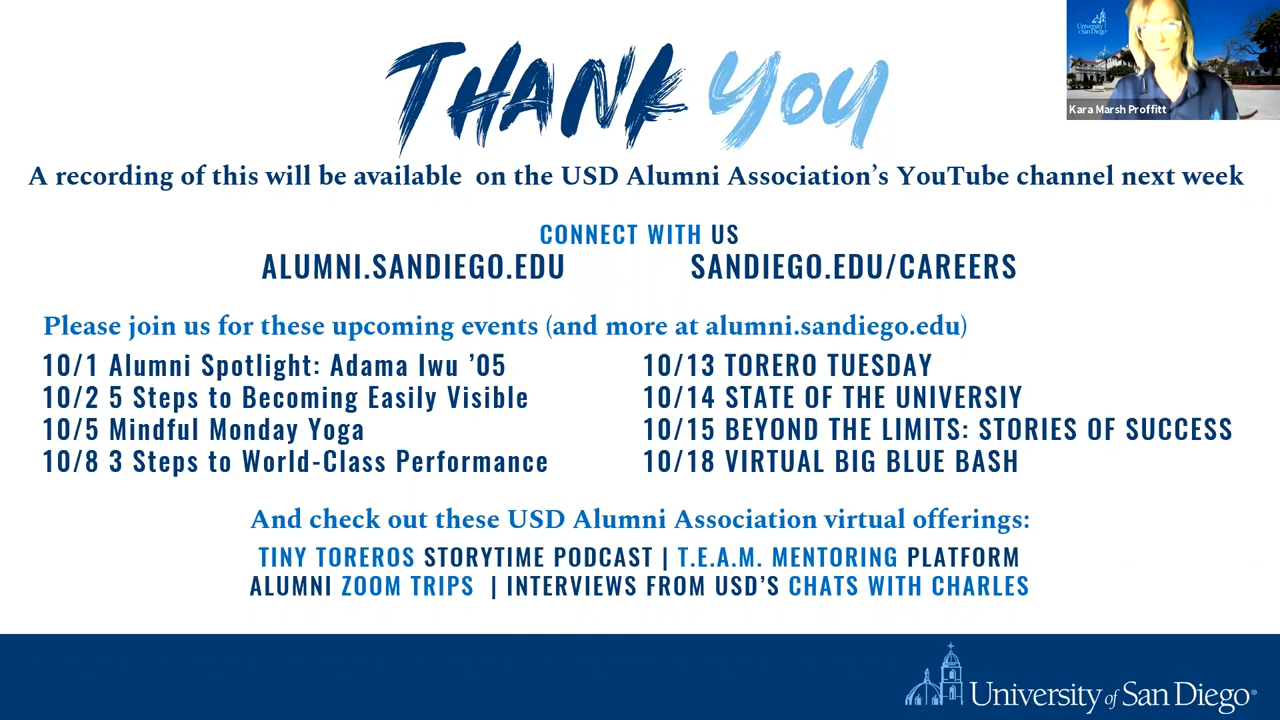 THANK YOU
University
of San Diego
Kara Marsh Proffitt
A recording of this will be available on the USD Alumni Association’s YouTube channel next week
CONNECT WITH US
ALUMNI.SANDIEGO.EDU
SANDIEGO.EDU/CAREERS
Please join us for these upcoming events (and more at alumni.sandiego.edu)
10/1 Alumni Spotlight: Adama Iwu ’05
10/2 5 Steps to Becoming Easily Visible
10/5 Mindful Monday Yoga
10/8 3 Steps to World-Class Performance
10/13 TORERO TUESDAY
10/14 STATE OF THE UNIVERSIY
10/15 BEYOND THE LIMITS: STORIES OF SUCCESS
10/18 VIRTUAL BIG BLUE BASH
And check out these USD Alumni Association virtual offerings:
TINY TOREROS STORYTIME PODCAST | T.E.A.M. MENTORING PLATFORM
ALUMNI ZOOM TRIPS | INTERVIEWS FROM USD’S CHATS WITH CHARLES
University of San Diego®